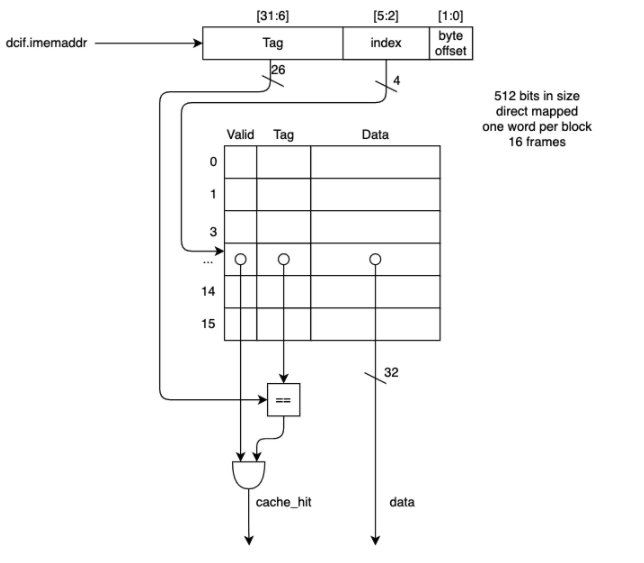 [31:6] [5:2] [1:0]
dcif.imemaddr Tag index byte
offset
26 4
512 bits in size
direct mapped
one word per block
16 frames
Valid Tag Data
0
1
3
...
14
15
32
==
cache_hit data